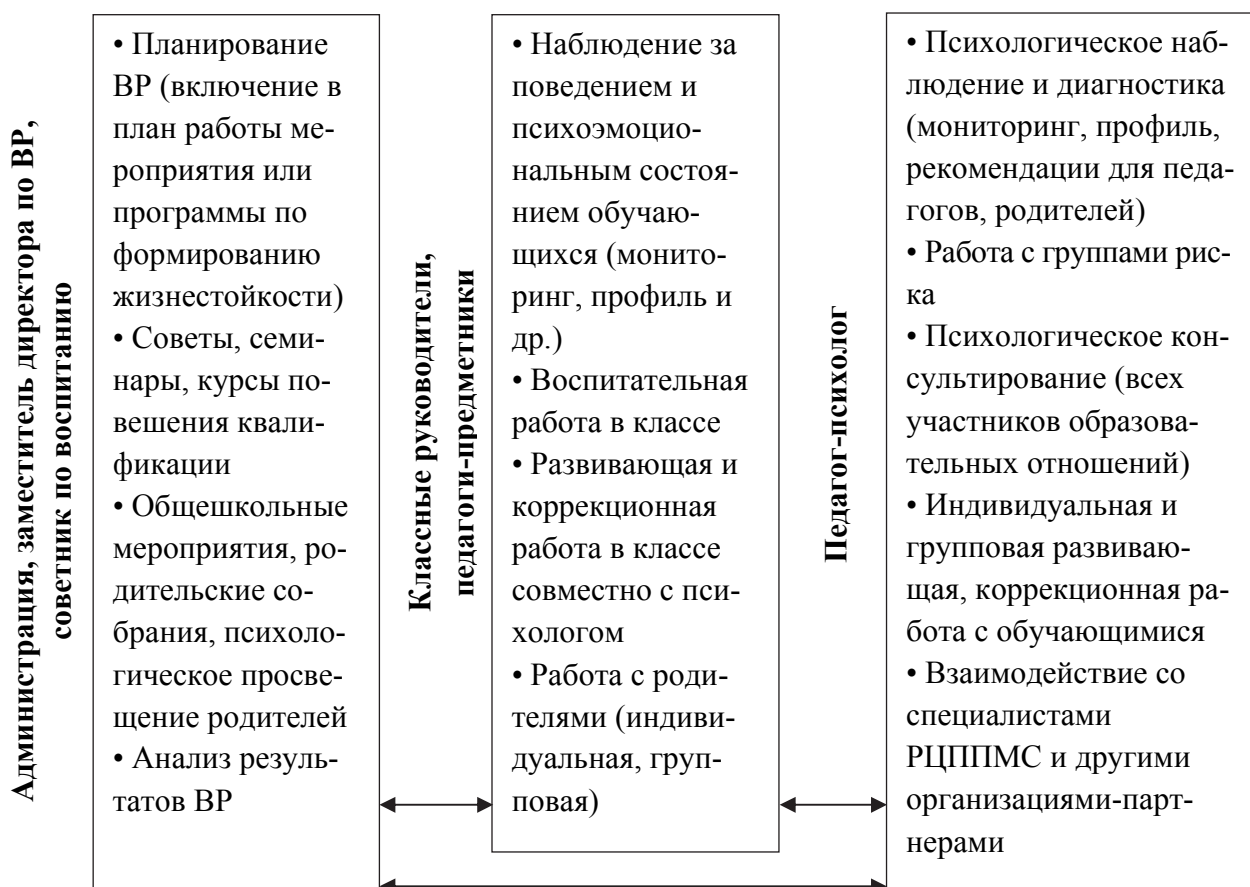 Администрация, заместитель директора по ВР,
советник по воспитанию
• Планирование
ВР (включение в
план работы ме-
роприятия или
программы по
формированию
жизнестойкости)
• Советы, семи-
нары, курсы по-
вешения квали-
фикации
• Общешкольные
мероприятия, ро-
дительские со-
брания, психоло-
гическое просве-
щение родителей
• Анализ резуль-
татов ВР
Классные руководители,
педагоги-предметники
• Наблюдение за
поведением и
психоэмоцио-
нальным состоя-
нием обучаю-
щихся (монито-
ринг, профиль и
др.)
• Воспитательная
работа в классе
• Развивающая и
коррекционная
работа в классе
совместно с пси-
хологом
• Работа с роди-
телями (индиви-
дуальная, груп-
повая)
Педагог-психолог
• Психологическое наб-
людение и диагностика
(мониторинг, профиль,
рекомендации для педа-
гогов, родителей)
• Работа с группами рис-
ка
• Психологическое кон-
сультирование (всех
участников образова-
тельных отношений)
• Индивидуальная и
групповая развиваю-
щая, коррекционная ра-
бота с обучающимися
• Взаимодействие со
специалистами
РЦППМС и другими
организациями-парт-
нерами